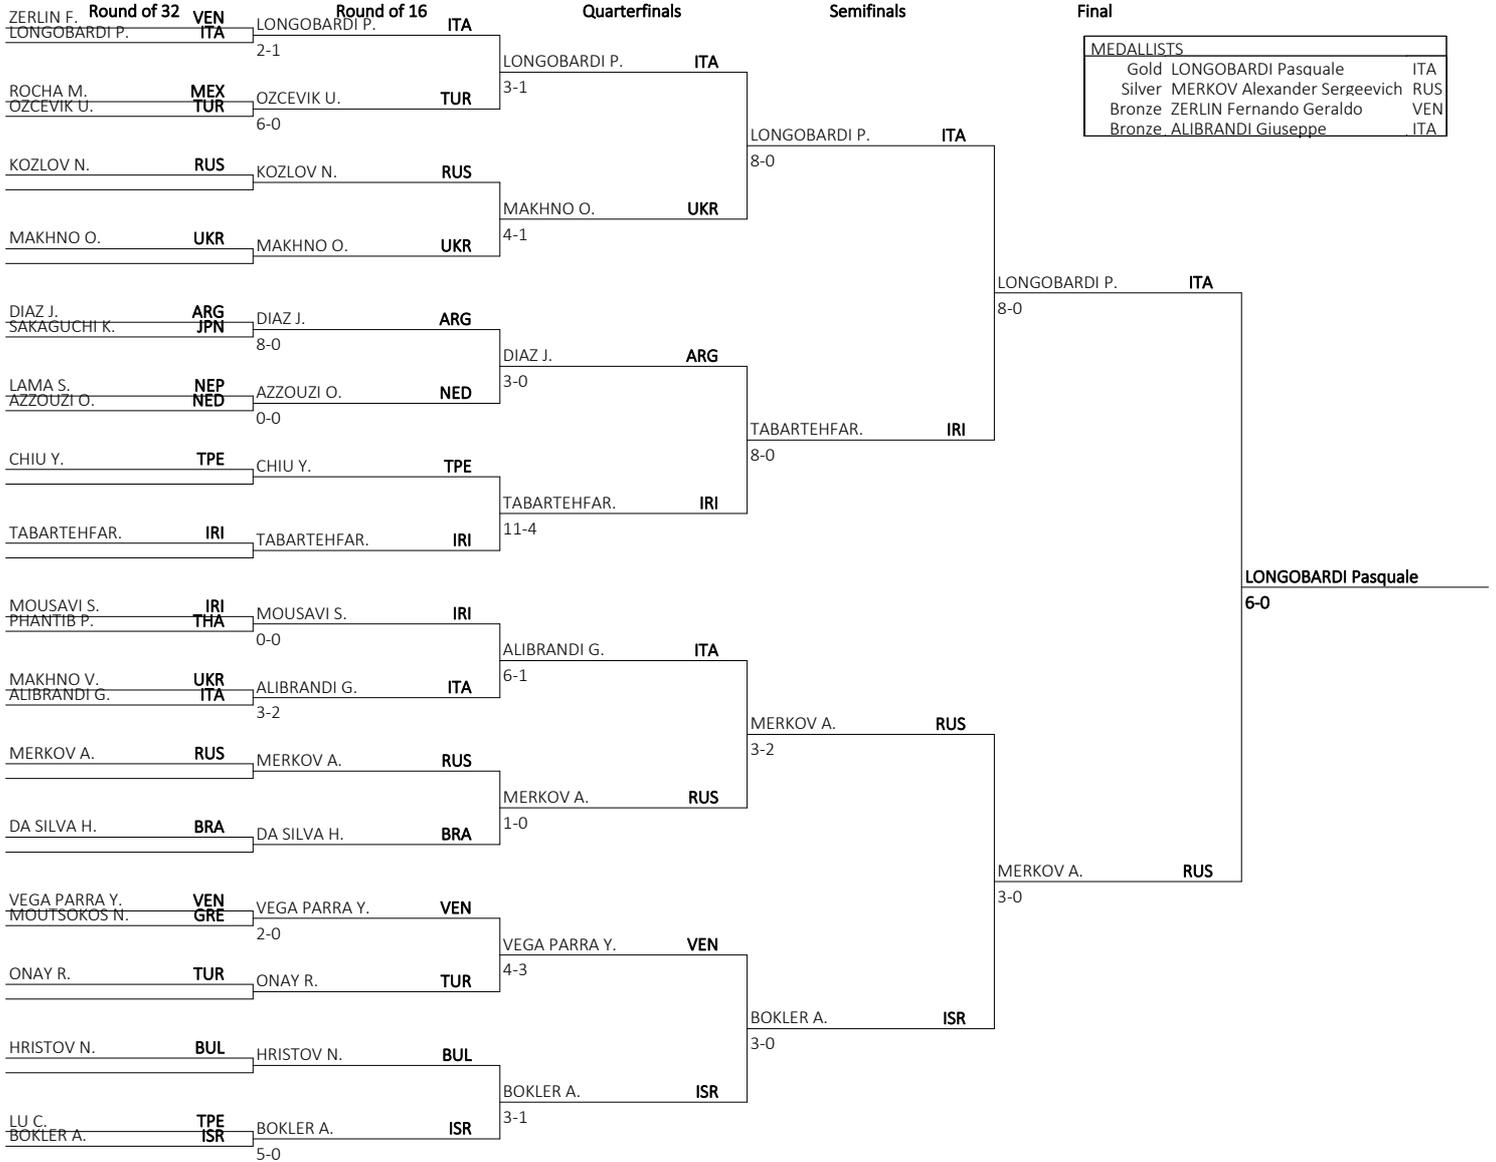 Round of 32 Round of 16 Quarterfinals Semifinals Final
MEDALLISTS
Gold LONGOBARDI Pasquale ITA
Silver MERKOV Alexander Sergeevich RUS
Bronze ZERLIN Fernando Geraldo VEN
Bronze ALIBRANDI Giuseppe ITA
ZERLIN F. VEN
LONGOBARDI P. ITA
ROCHA M. MEX
OZCEVIK U. TUR
KOZLOV N. RUS
MAKHNO O. UKR
DIAZ J. ARG
SAKAGUCHI K. JPN
LAMA S. NEP
AZZOUZI O. NED
CHIU Y. TPE
TABARTEHFAR. IRI
MOUSAVI S. IRI
PHANTIB P. THA
MAKHNO V. UKR
ALIBRANDI G. ITA
MERKOV A. RUS
DA SILVA H. BRA
VEGA PARRA Y. VEN
MOUTSOKOS N. GRE
ONAY R. TUR
HRISTOV N. BUL
LU C. TPE
BOKLER A. ISR
LONGOBARDI P. ITA
2-1
OZCEVIK U. TUR
6-0
KOZLOV N. RUS
MAKHNO O. UKR
DIAZ J. ARG
8-0
AZZOUZI O. NED
0-0
CHIU Y. TPE
TABARTEHFAR. IRI
MOUSAVI S. IRI
0-0
ALIBRANDI G. ITA
3-2
MERKOV A. RUS
DA SILVA H. BRA
VEGA PARRA Y. VEN
2-0
ONAY R. TUR
HRISTOV N. BUL
BOKLER A. ISR
5-0
LONGOBARDI P. ITA
3-1
MAKHNO O. UKR
4-1
DIAZ J. ARG
3-0
TABARTEHFAR. IRI
11-4
ALIBRANDI G. ITA
6-1
MERKOV A. RUS
1-0
VEGA PARRA Y. VEN
4-3
BOKLER A. ISR
3-1
LONGOBARDI P. ITA
8-0
TABARTEHFAR. IRI
8-0
MERKOV A. RUS
3-2
BOKLER A. ISR
3-0
LONGOBARDI P. ITA
8-0
MERKOV A. RUS
3-0
LONGOBARDI Pasquale
6-0